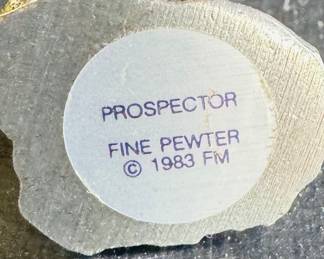 PROSPECTOR
FINE PEWTER
© 1983 FM